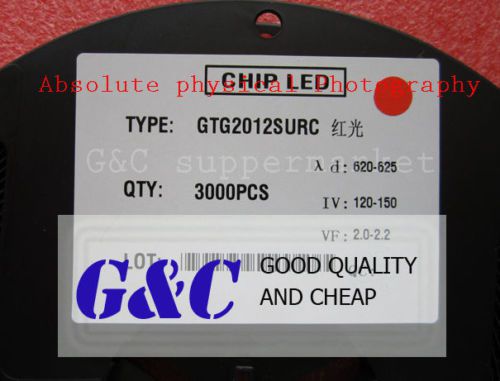 CHIP LED
Absolute physical Photography
TYPE: GTG2012SURC 红光
G&C suppermarket
λ d: 620-625
QTY: 3000PCS
IV: 120-150
VF: 2.0-2.2
LOT:
G&C
GOOD QUALITY
AND CHEAP